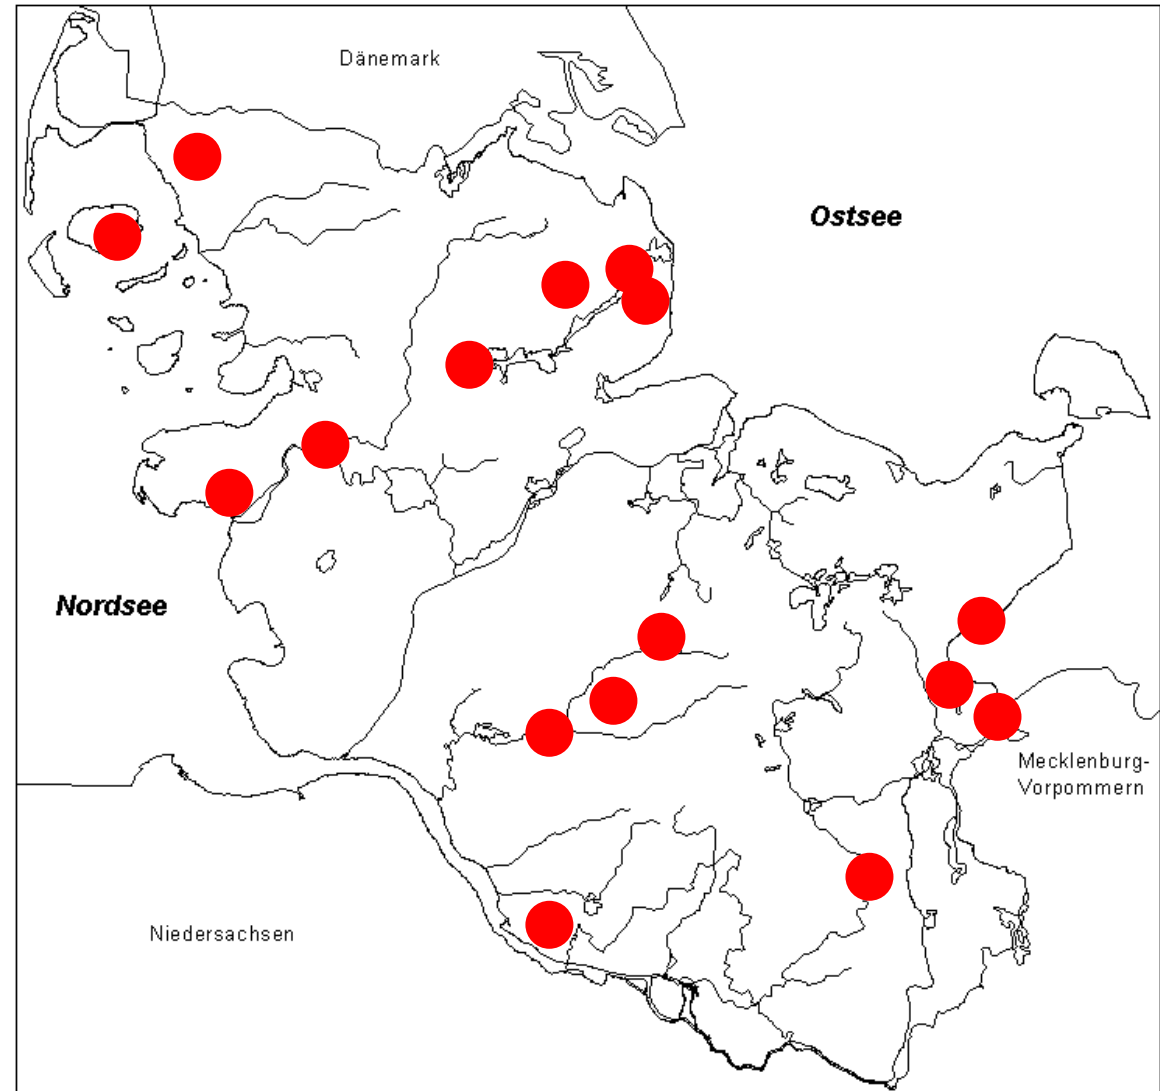 Dänemark
Ostsee
Nordsee
Mecklenburg-
Vorpommern
Niedersachsen